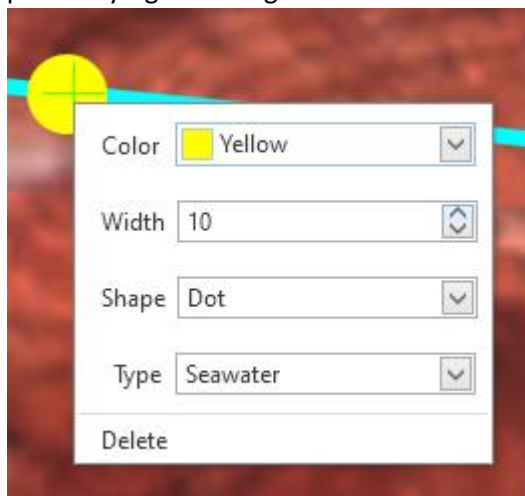 Color Yellow
Width 10
Shape Dot
Type Seawater
Delete